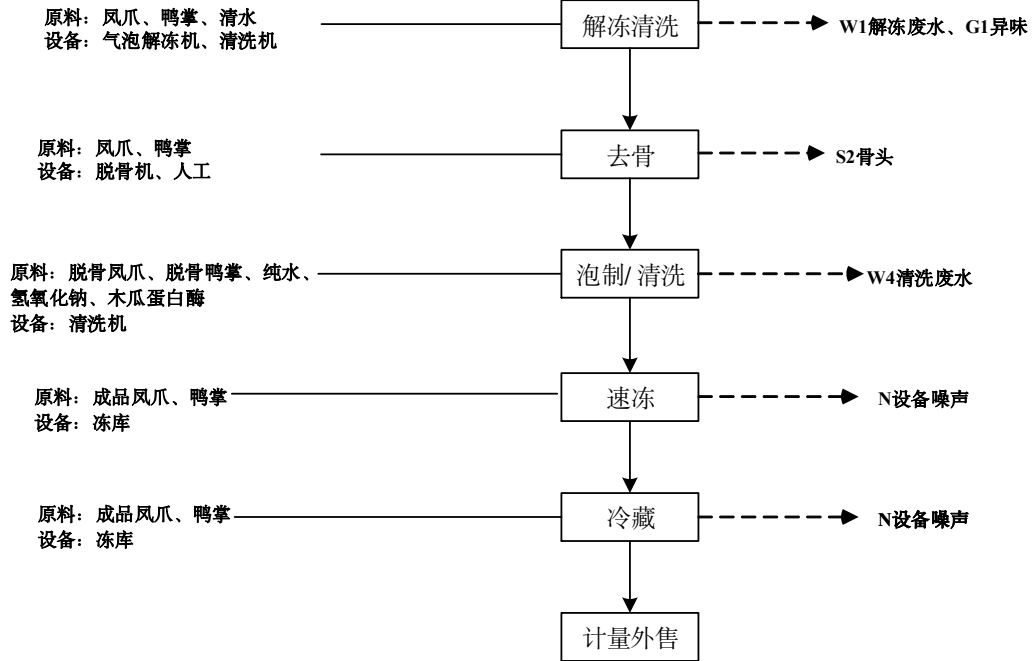 原料：凤爪、鸭掌、清水
设备：气泡解冻机、清洗机
解冻清洗
W1解冻废水、G1异味
原料：凤爪、鸭掌
设备：脱骨机、人工
去骨
S2骨头
原料：脱骨凤爪、脱骨鸭掌、纯水、
氢氧化钠、木瓜蛋白酶
设备：清洗机
泡制/ 清洗
W4清洗废水
原料：成品凤爪、鸭掌
设备：冻库
速冻
N设备噪声
原料：成品凤爪、鸭掌
设备：冻库
冷藏
N设备噪声
计量外售